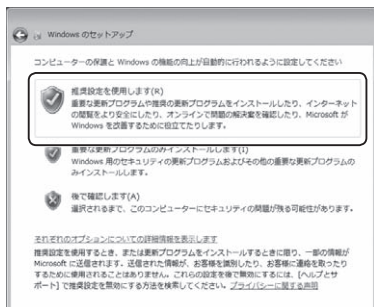 Windows のセットアップ
コンピューターの保護と Windows の機能の向上が自動的に行われるように設定してください
推奨設定を使用します(R)
重要な更新プログラムや推奨の更新プログラムをインストールしたり、インターネット
の閲覧をより安全にしたり、オンラインで問題の解決策を確認したり、Microsoft が
Windows を改善するために役立てたりします。
重要な更新プログラムのみインストールします(I)
Windows 用のセキュリティの更新プログラムおよびその他の重要な更新プログラムの
みインストールします。
後で確認します(A)
選択されるまで、このコンピューターにセキュリティの問題が残る可能性があります。
それぞれのオプションについての詳細情報を表示します
推奨設定を使用するとき、または更新プログラムをインストールするときに限り、一部の情報が
Microsoft に送信されます。送信された情報が、お客様を識別したり、お客様に連絡を取ったり
するために使用されることはありません。これらの設定を後で無効にするには、[ヘルプとサ
ポート] で推奨設定を無効にする方法を検索してください。プライバシーに関する声明